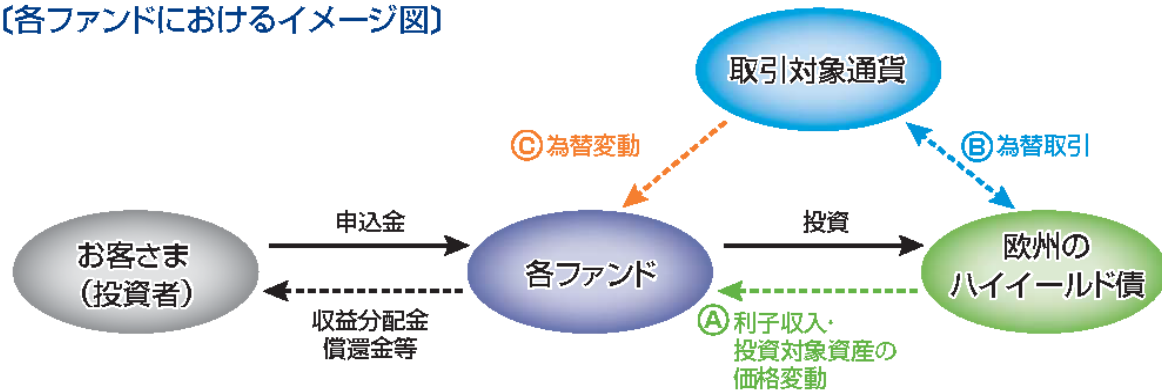 〔各ファンドにおけるイメージ図〕
取引対象通貨
Ⓒ為替変動
Ⓑ為替取引
お客さま
（投資者）
申込金
収益分配金
償還金等
各ファンド
投資
Ⓐ利子収入・
投資対象資産の
価格変動
欧州の
ハイイールド債